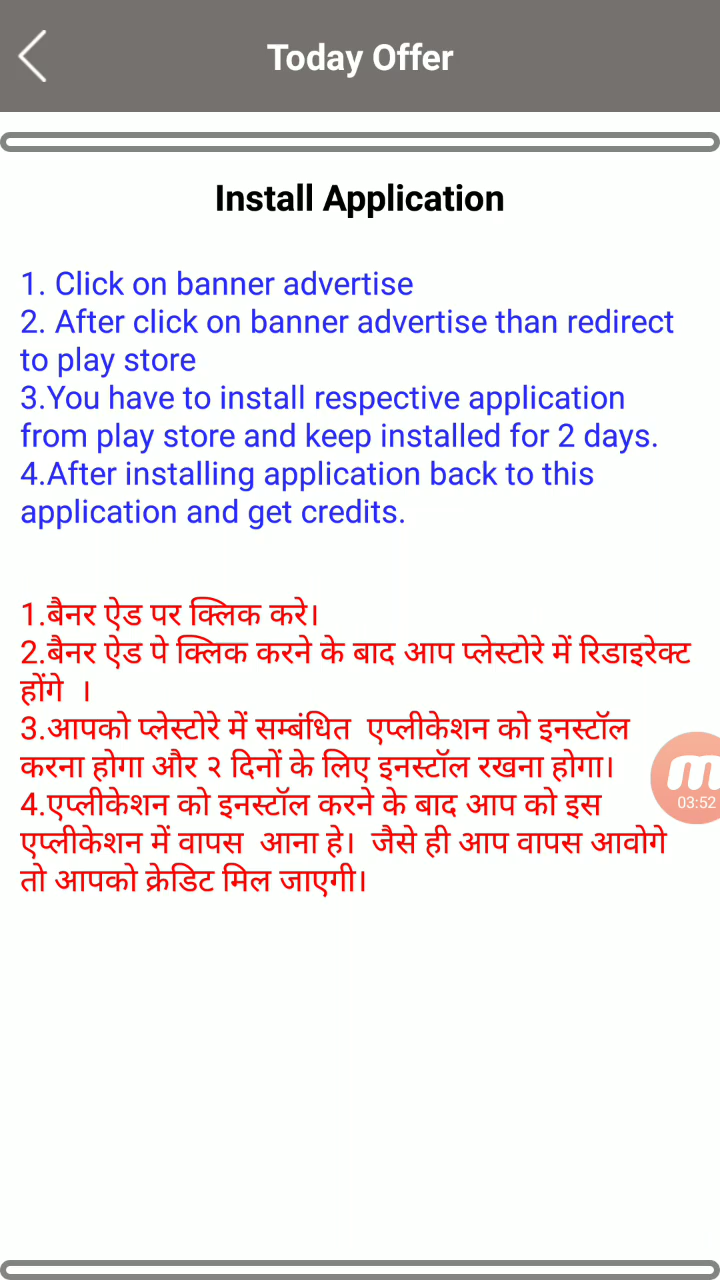 Today Offer
Install Application
1. Click on banner advertise
2. After click on banner advertise than redirect
to play store
3.You have to install respective application
from play store and keep installed for 2 days.
4.After installing application back to this
application and get credits.
1.बैनर ऐड पर क्लिक करे।
2.बैनर ऐड पे क्लिक करने के बाद आप प्लेस्टोरे में रिडाइरेक्ट
होंगे ।
3.आपको प्लेस्टोरे में सम्बंधित एप्लीकेशन को इनस्टॉल
करना होगा और २ दिनों के लिए इनस्टॉल रखना होगा।
03:52
4.एप्लीकेशन को इनस्टॉल करने के बाद आप को इस
एप्लीकेशन में वापस आना हे। जैसे ही आप वापस आवोगे
तो आपको क्रेडिट मिल जाएगी।